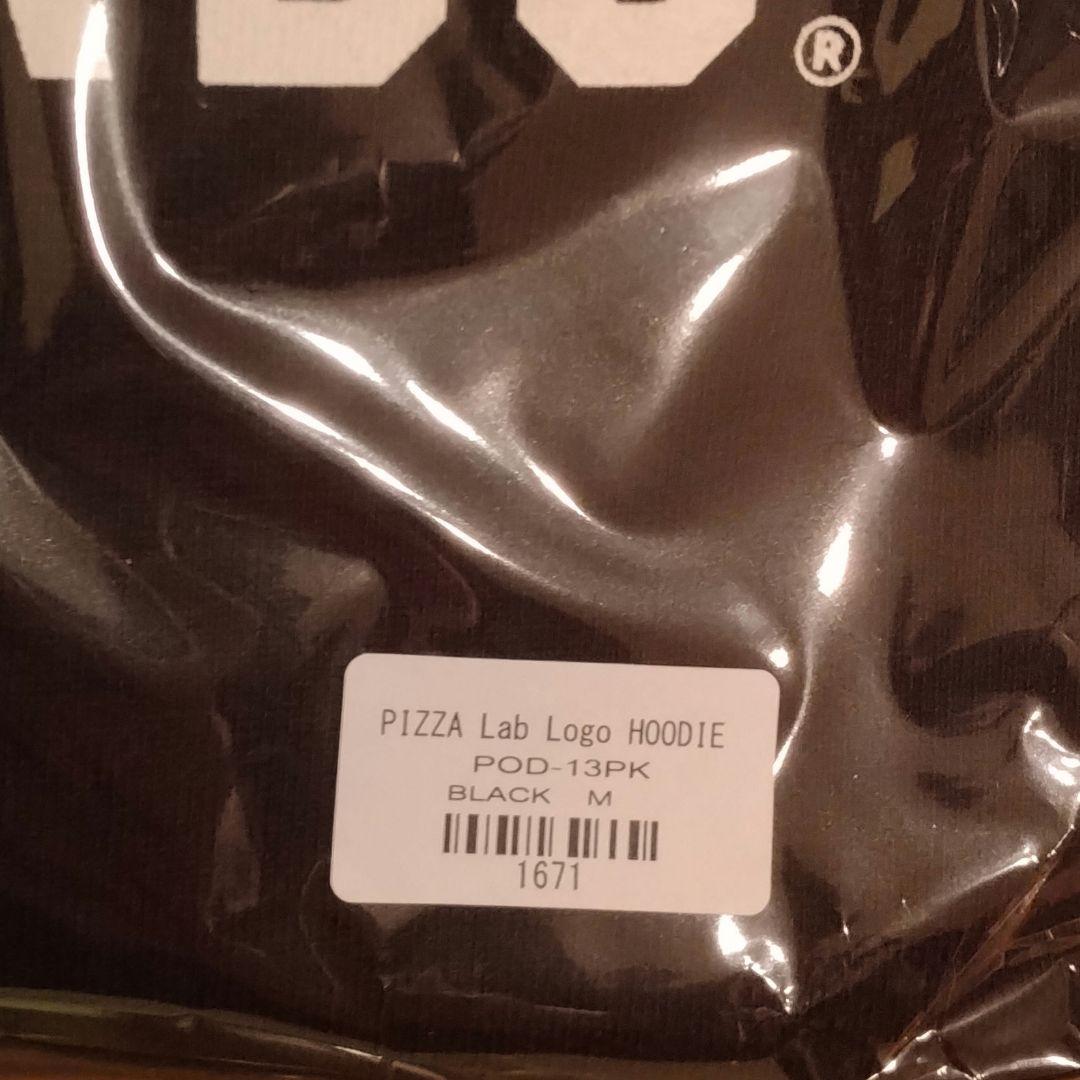 ®
PIZZA Lab Logo HOODIE
POD-13PK
BLACK M
1671